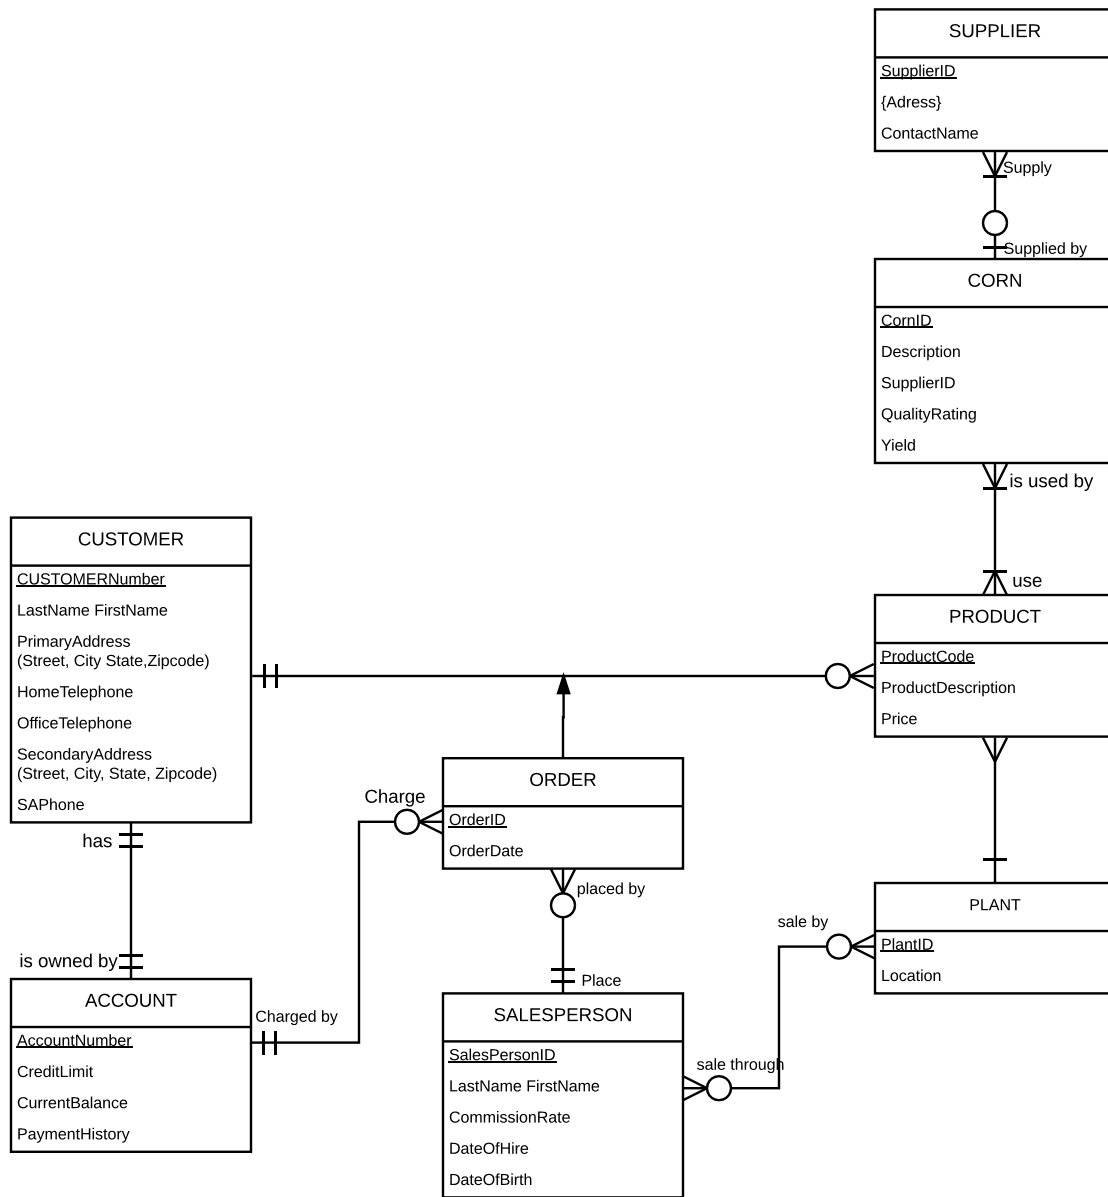 SUPPLIER
SupplierID
{Adress}
ContactName
Supply
Supplied by
CORN
CornID
Description
SupplierID
QualityRating
Yield
is used by
use
CUSTOMER
CUSTOMERNumber
LastName FirstName
PrimaryAddress
(Street, City State,Zipcode)
HomeTelephone
OfficeTelephone
SecondaryAddress
(Street, City, State, Zipcode)
SAPhone
has
is owned by
PRODUCT
ProductCode
ProductDescription
Price
ORDER
OrderID
OrderDate
Charge
placed by
Place
PLANT
PlantID
Location
sale by
sale through
ACCOUNT
AccountNumber
CreditLimit
CurrentBalance
PaymentHistory
Charged by
SALESPERSON
SalesPersonID
LastName FirstName
CommissionRate
DateOfHire
DateOfBirth